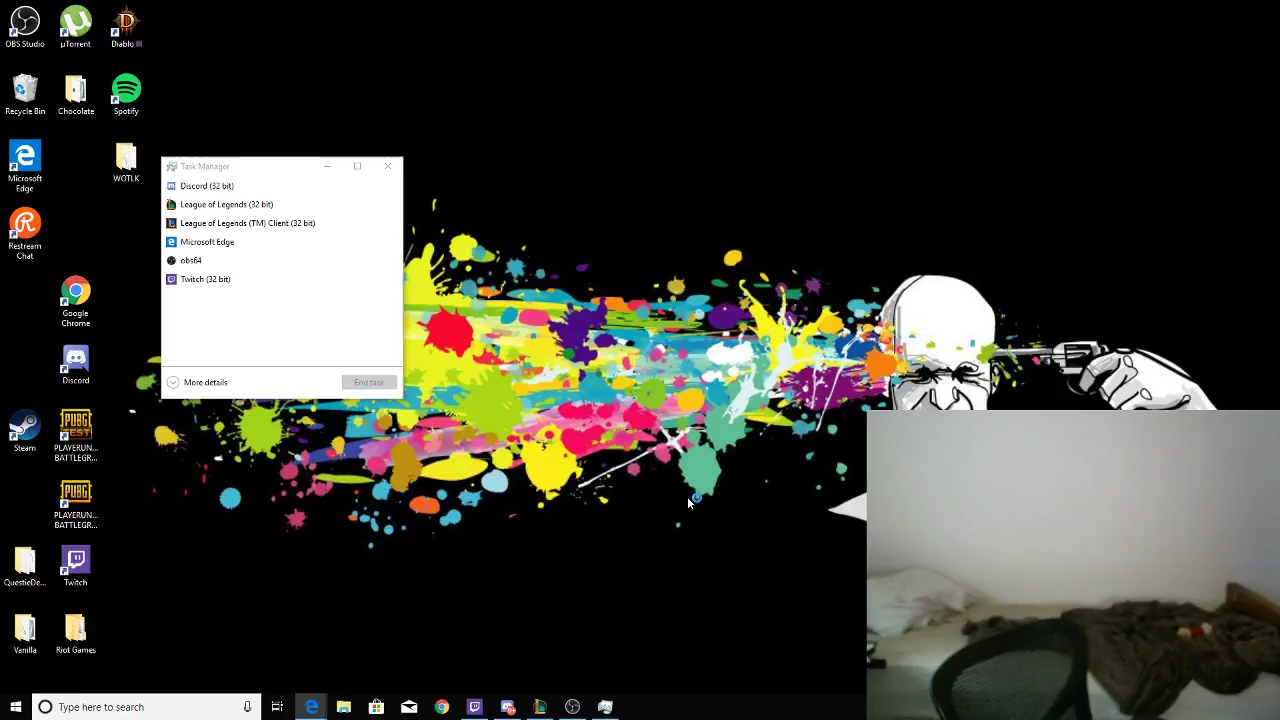 OBS Studio
µTorrent
Diablo III
Recycle Bin
Chocolate
Spotify
Microsoft
Edge
WOTLK
Restream
Chat
Google
Chrome
Discord
Steam
PUBG
TEST
PLAYERUN...
BATTLEGR...
PUBG
PLAYERUN...
BATTLEGR...
QuestieDe...
Twitch
Vanilla
Riot Games
Task Manager
Discord (32 bit)
League of Legends (32 bit)
League of Legends (TM) Client (32 bit)
Microsoft Edge
obs64
Twitch (32 bit)
More details
End task
Type here to search